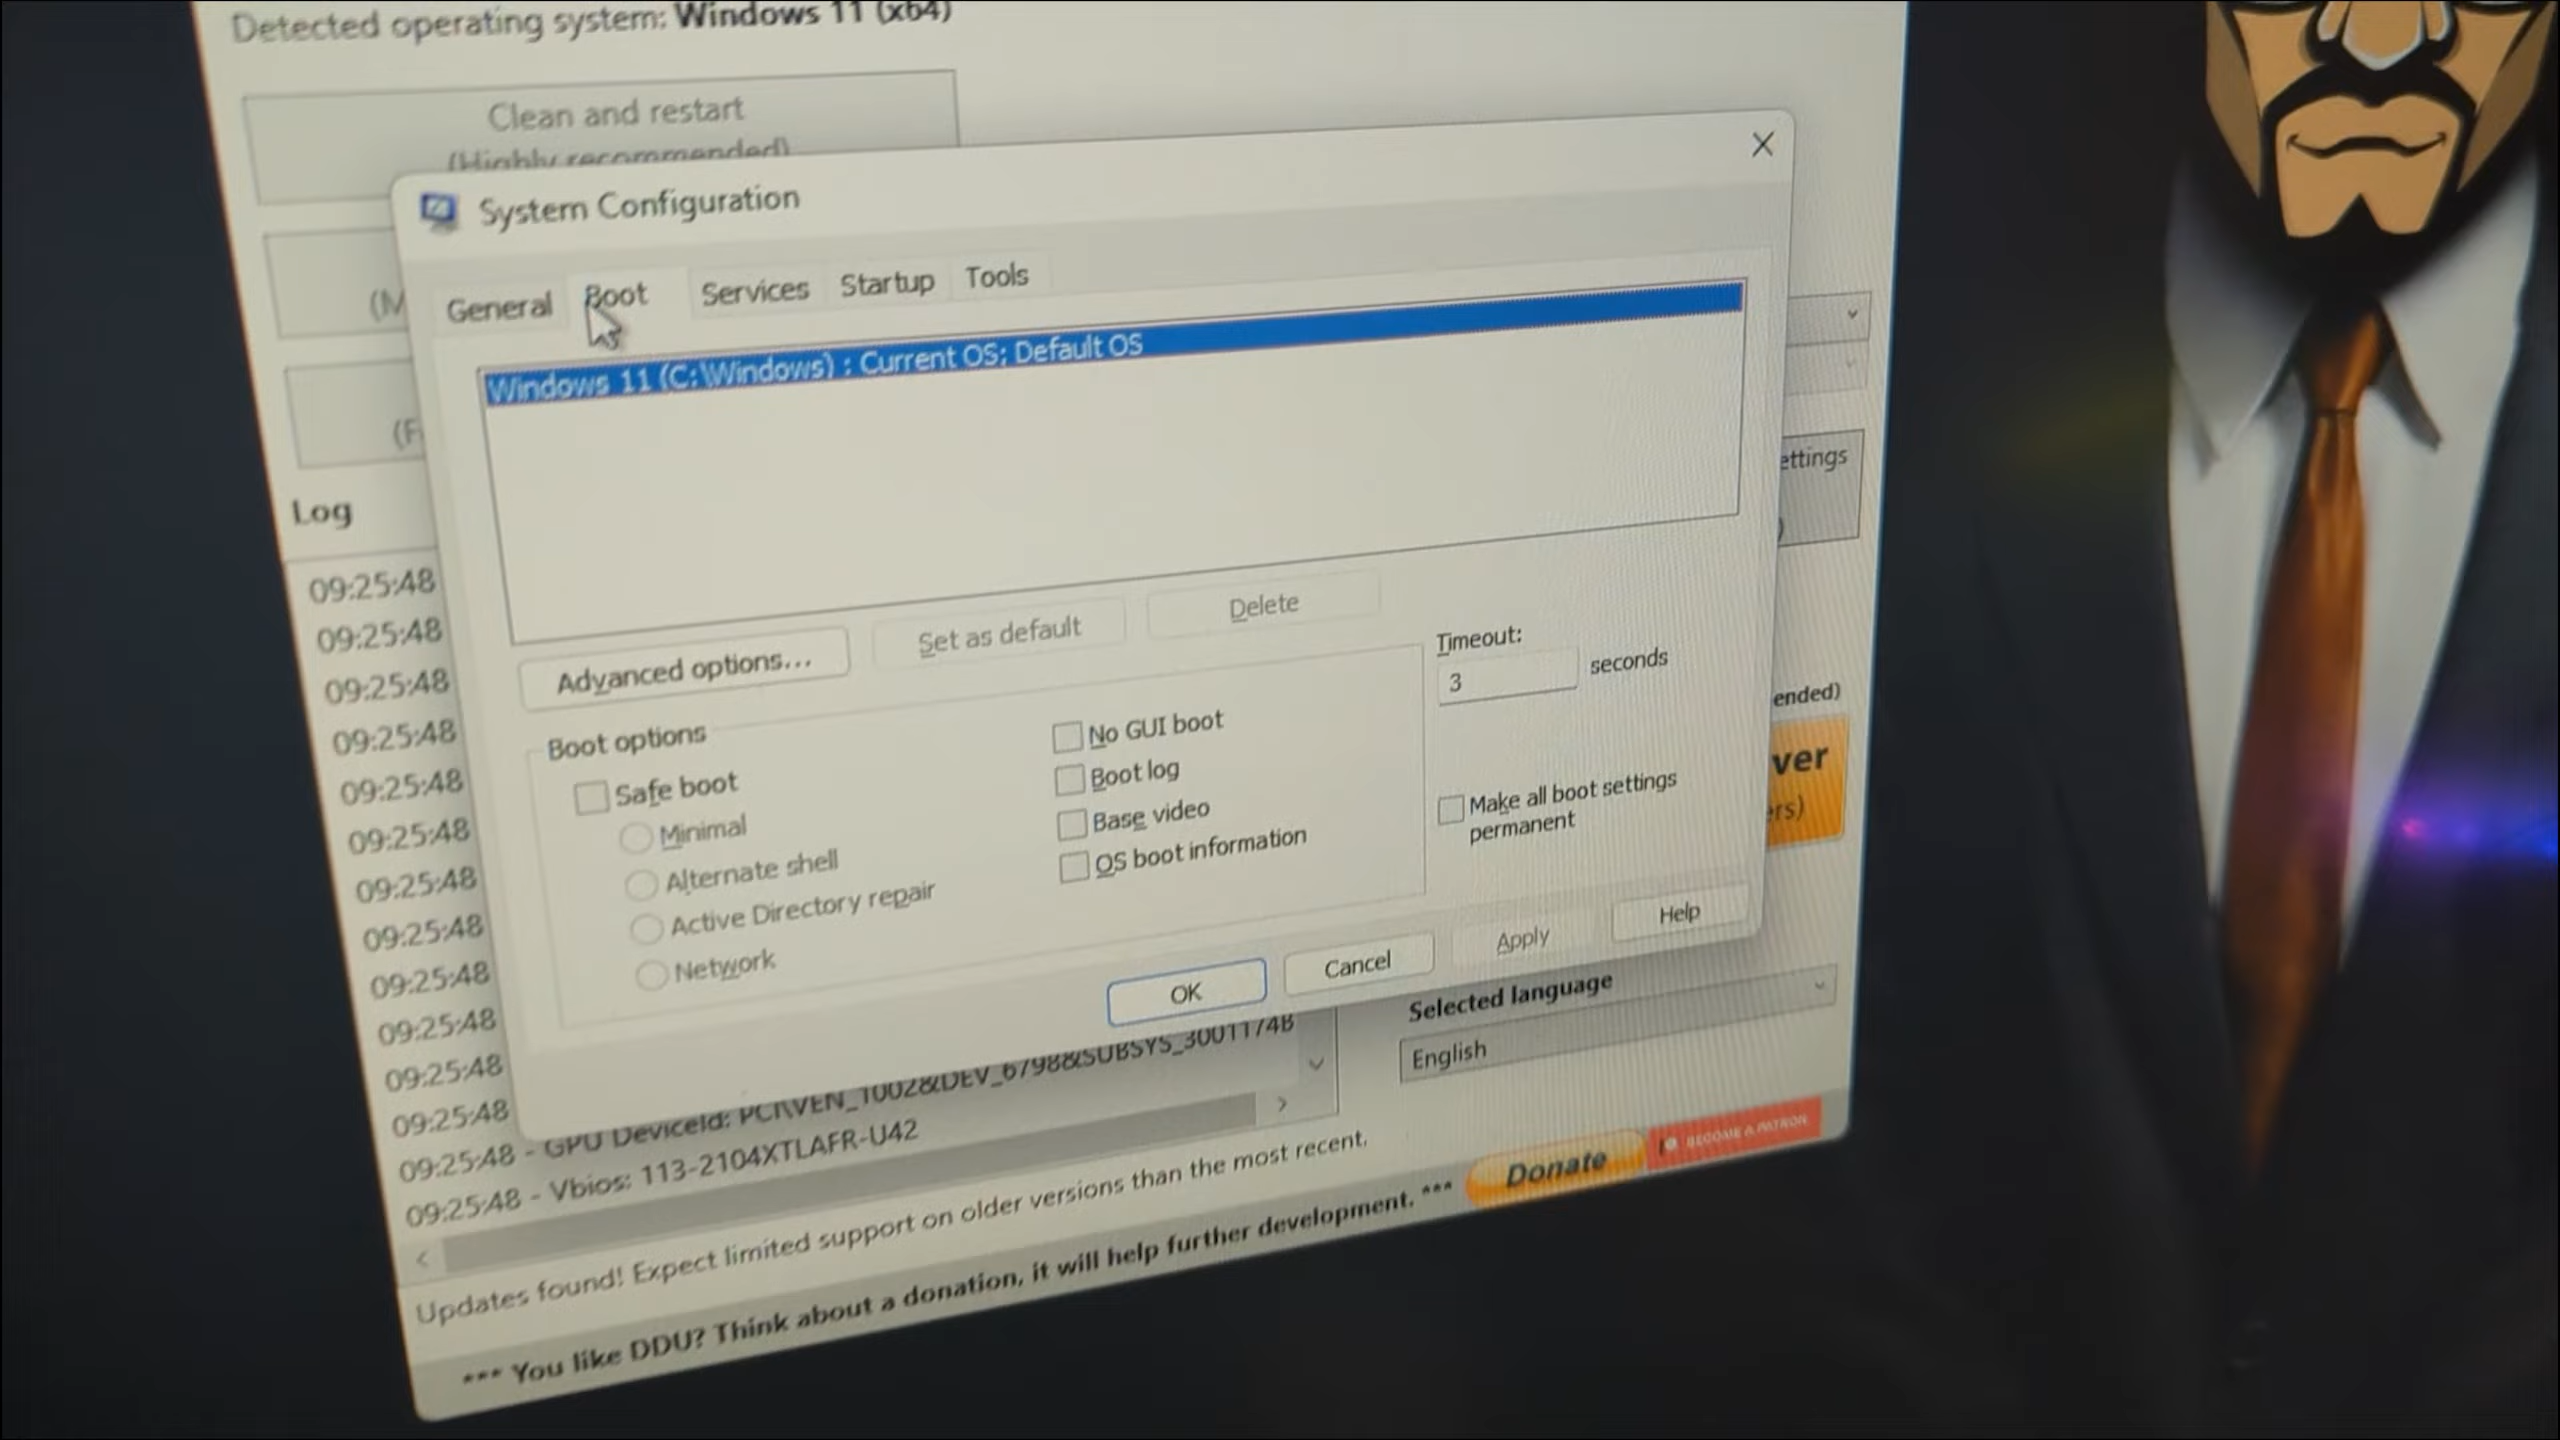 Detected operating system: Windows 11 (x64)
Clean and restart
(Highly recommended)
System Configuration
General
Boot
Services
Startup
Tools
Windows 11 (C:\Windows) : Current OS; Default OS
(M
(F
ettings
)
Log
Advanced options...
Set as default
Delete
Timeout:
3
seconds
Boot options
Safe boot
Minimal
Alternate shell
Active Directory repair
Network
No GUI boot
Boot log
Base video
OS boot information
Make all boot settings
permanent
OK
Cancel
Apply
Help
ended)
ver
ers)
09:25:48
09:25:48
09:25:48
09:25:48
09:25:48
09:25:48
09:25:48
09:25:48
09:25:48
09:25:48
09:25:48
09:25:48
09:25:48 - GPU DeviceId: PCI\VEN_1002&DEV_6798&SUBSYS_3001174B
09:25:48 - Vbios: 113-2104XTLAFR-U42
Selected language
English
Updates found! Expect limited support on older versions than the most recent.
*** You like DDU? Think about a donation, it will help further development. ***
Donate
BECOME A PATRON